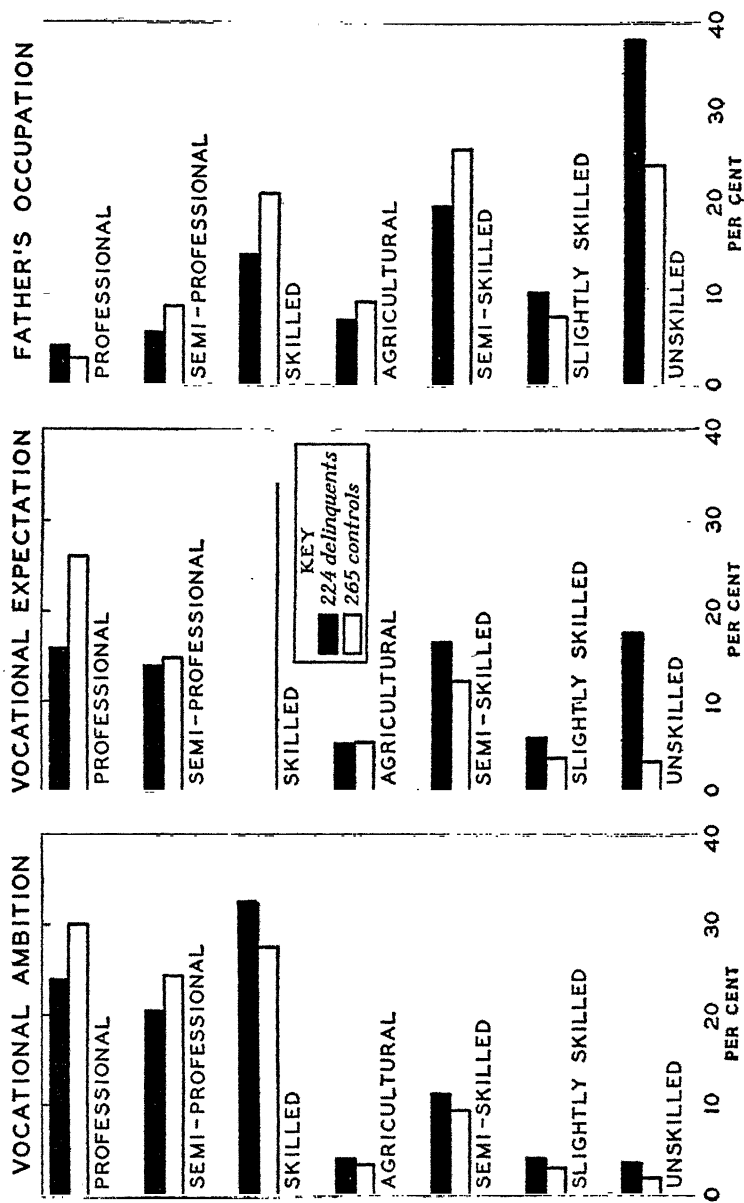 VOCATIONAL AMBITION
PROFESSIONAL
SEMI-PROFESSIONAL
SKILLED
AGRICULTURAL
SEMI-SKILLED
SLIGHTLY SKILLED
UNSKILLED
0 10 20 30 40
PER CENT
VOCATIONAL EXPECTATION
PROFESSIONAL
SEMI-PROFESSIONAL
SKILLED
KEY
224 delinquents
265 controls
AGRICULTURAL
SEMI-SKILLED
SLIGHTLY SKILLED
UNSKILLED
0 10 20 30 40
PER CENT
FATHER'S OCCUPATION
PROFESSIONAL
SEMI-PROFESSIONAL
SKILLED
AGRICULTURAL
SEMI-SKILLED
SLIGHTLY SKILLED
UNSKILLED
0 10 20 30 40
PER CENT